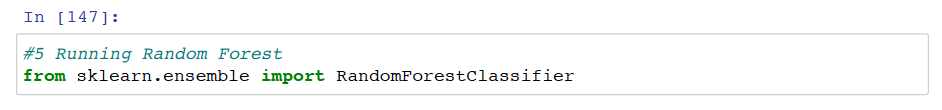 In [147]:
#5 Running Random Forest
from sklearn.ensemble import RandomForestClassifier